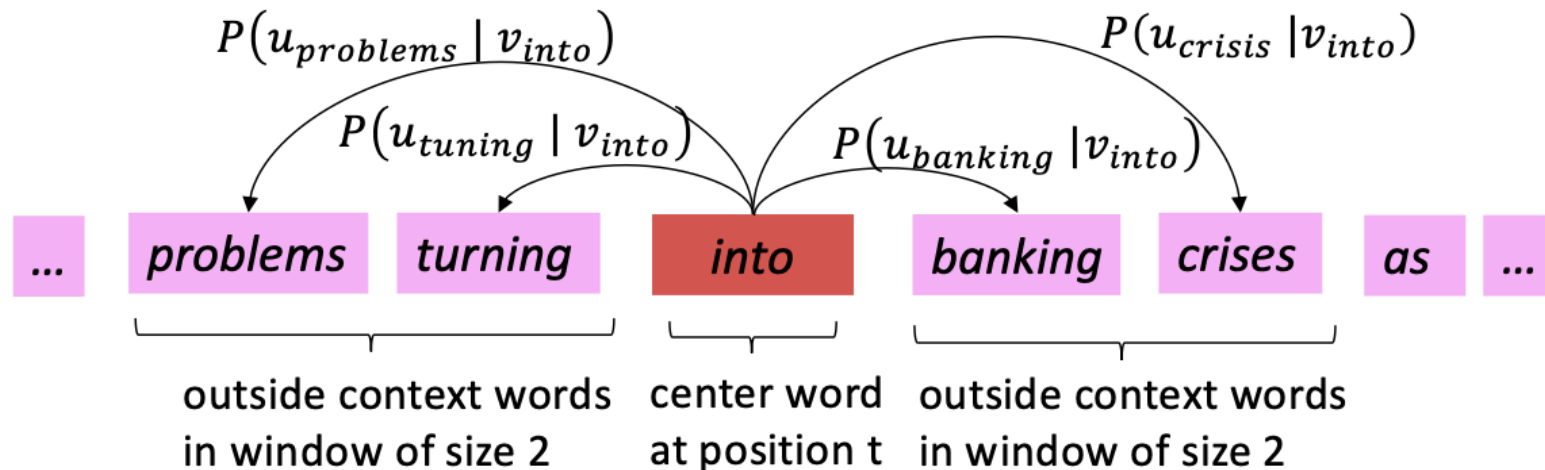 P(u_problems | v_into)
P(u_crisis |v_into)
P(u_tuning | v_into)
P(u_banking |v_into)
... problems turning into banking crises as ...
outside context words center word outside context words
in window of size 2 at position t in window of size 2